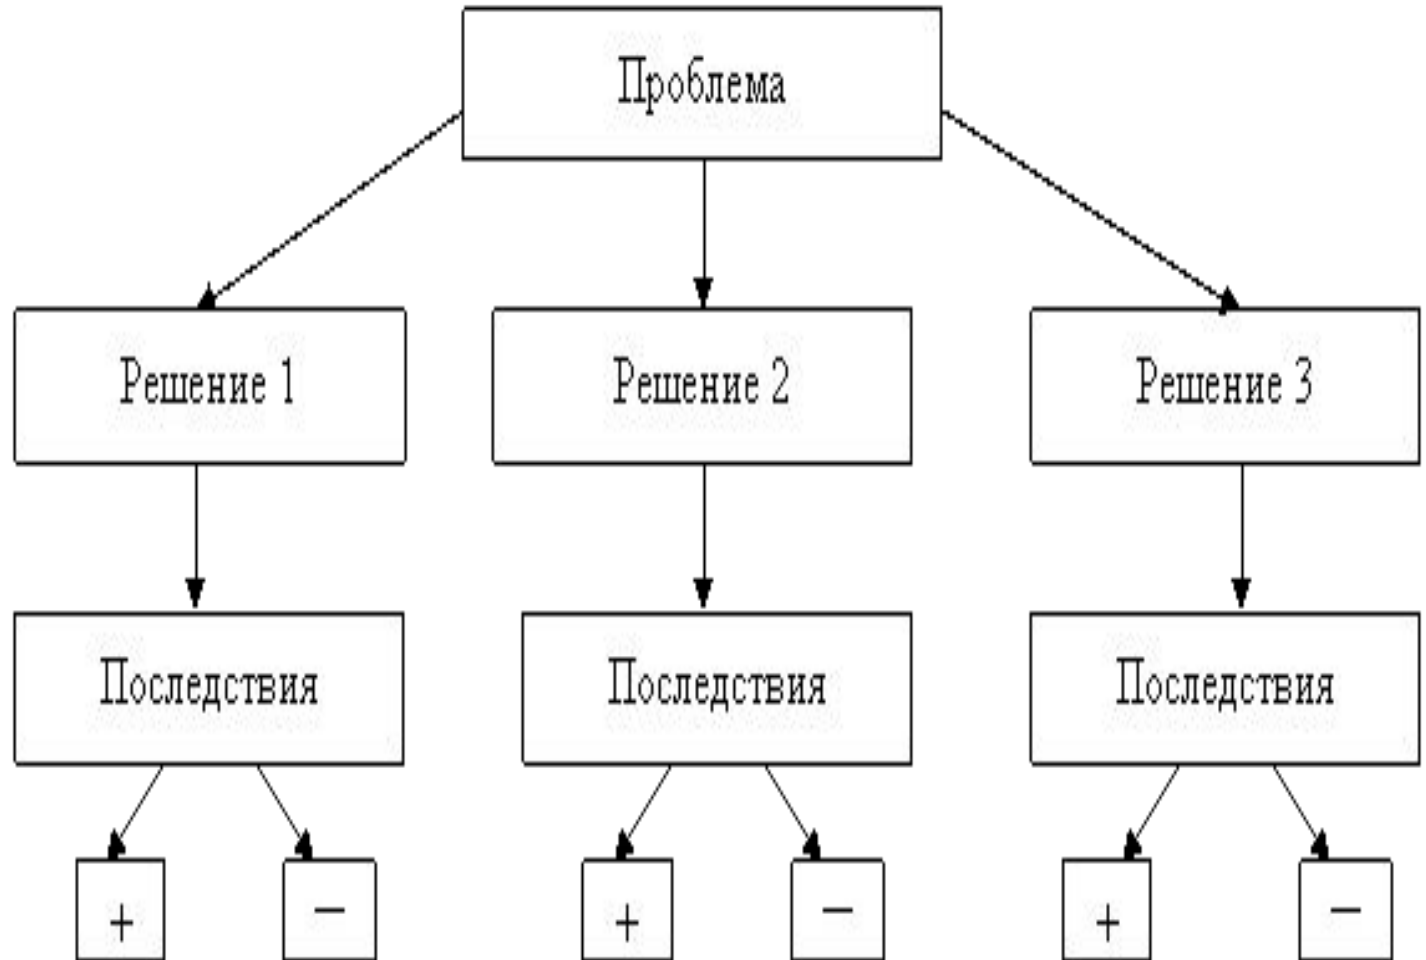 Проблема
Решение 1
Решение 2
Решение 3
Последствия
Последствия
Последствия
+
−
+
−
+
−